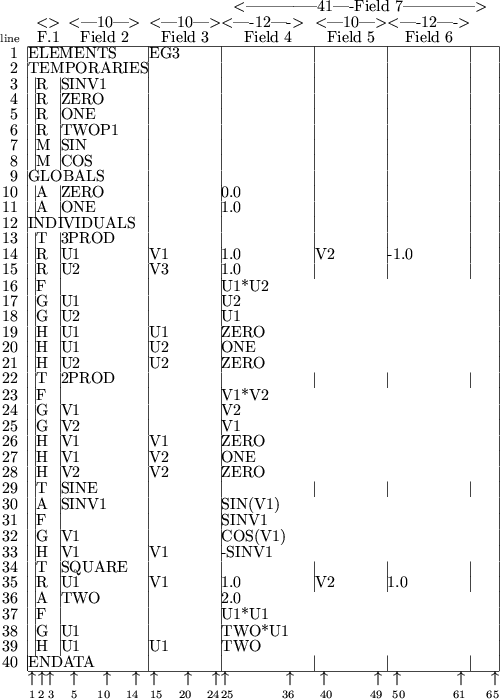 <————41—-Field 7————>
<> <—10—> <—10—> <—-12—-> <—10—> <—-12—->
line F.1 Field 2 Field 3 Field 4 Field 5 Field 6
1 ELEMENTS EG3
2 TEMPORARIES
3 R SINV1
4 R ZERO
5 R ONE
6 R TWOP1
7 M SIN
8 M COS
9 GLOBALS
10 A ZERO 0.0
11 A ONE 1.0
12 INDIVIDUALS
13 T 3PROD
14 R U1 V1 1.0 V2 -1.0
15 R U2 V3 1.0
16 F U1*U2
17 G U1 U2
18 G U2 U1
19 H U1 U1 ZERO
20 H U1 U2 ONE
21 H U2 U2 ZERO
22 T 2PROD
23 F V1*V2
24 G V1 V2
25 G V2 V1
26 H V1 V1 ZERO
27 H V1 V2 ONE
28 H V2 V2 ZERO
29 T SINE
30 A SINV1 SIN(V1)
31 F SINV1
32 G V1 COS(V1)
33 H V1 V1 -SINV1
34 T SQUARE
35 R U1 V1 1.0 V2 1.0
36 A TWO 2.0
37 F U1*U1
38 G U1 TWO*U1
39 H U1 U1 TWO
40 ENDATA
↑↑↑ ↑ ↑ ↑ ↑ ↑ ↑↑ ↑ ↑ ↑ ↑ ↑ ↑
1 2 3 5 10 14 15 20 24 25 36 40 49 50 61 65